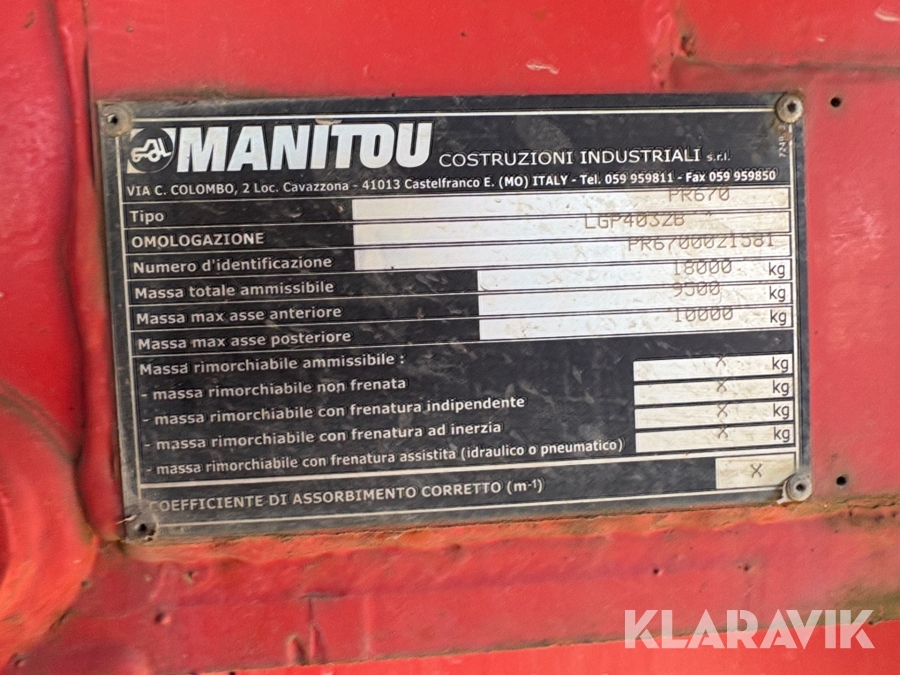 MANITOU COSTRUZIONI INDUSTRIALI s.r.l.
VIA C. COLOMBO, 2 Loc. Cavazzona - 41013 Castelfranco E. (MO) ITALY - Tel. 059 959811 - Fax 059 959850
Tipo PR670
OMOLOGAZIONE LGP4032B
Numero d'identificazione PR67000021581
Massa totale ammissibile 18000 kg
Massa max asse anteriore 9500 kg
Massa max asse posteriore 10000 kg
Massa rimorchiabile ammissibile :
- massa rimorchiabile non frenata X kg
- massa rimorchiabile con frenatura indipendente X kg
- massa rimorchiabile con frenatura ad inerzia X kg
- massa rimorchiabile con frenatura assistita (idraulico o pneumatico) X kg
COEFFICIENTE DI ASSORBIMENTO CORRETTO (m-1) X
KLARAVIK